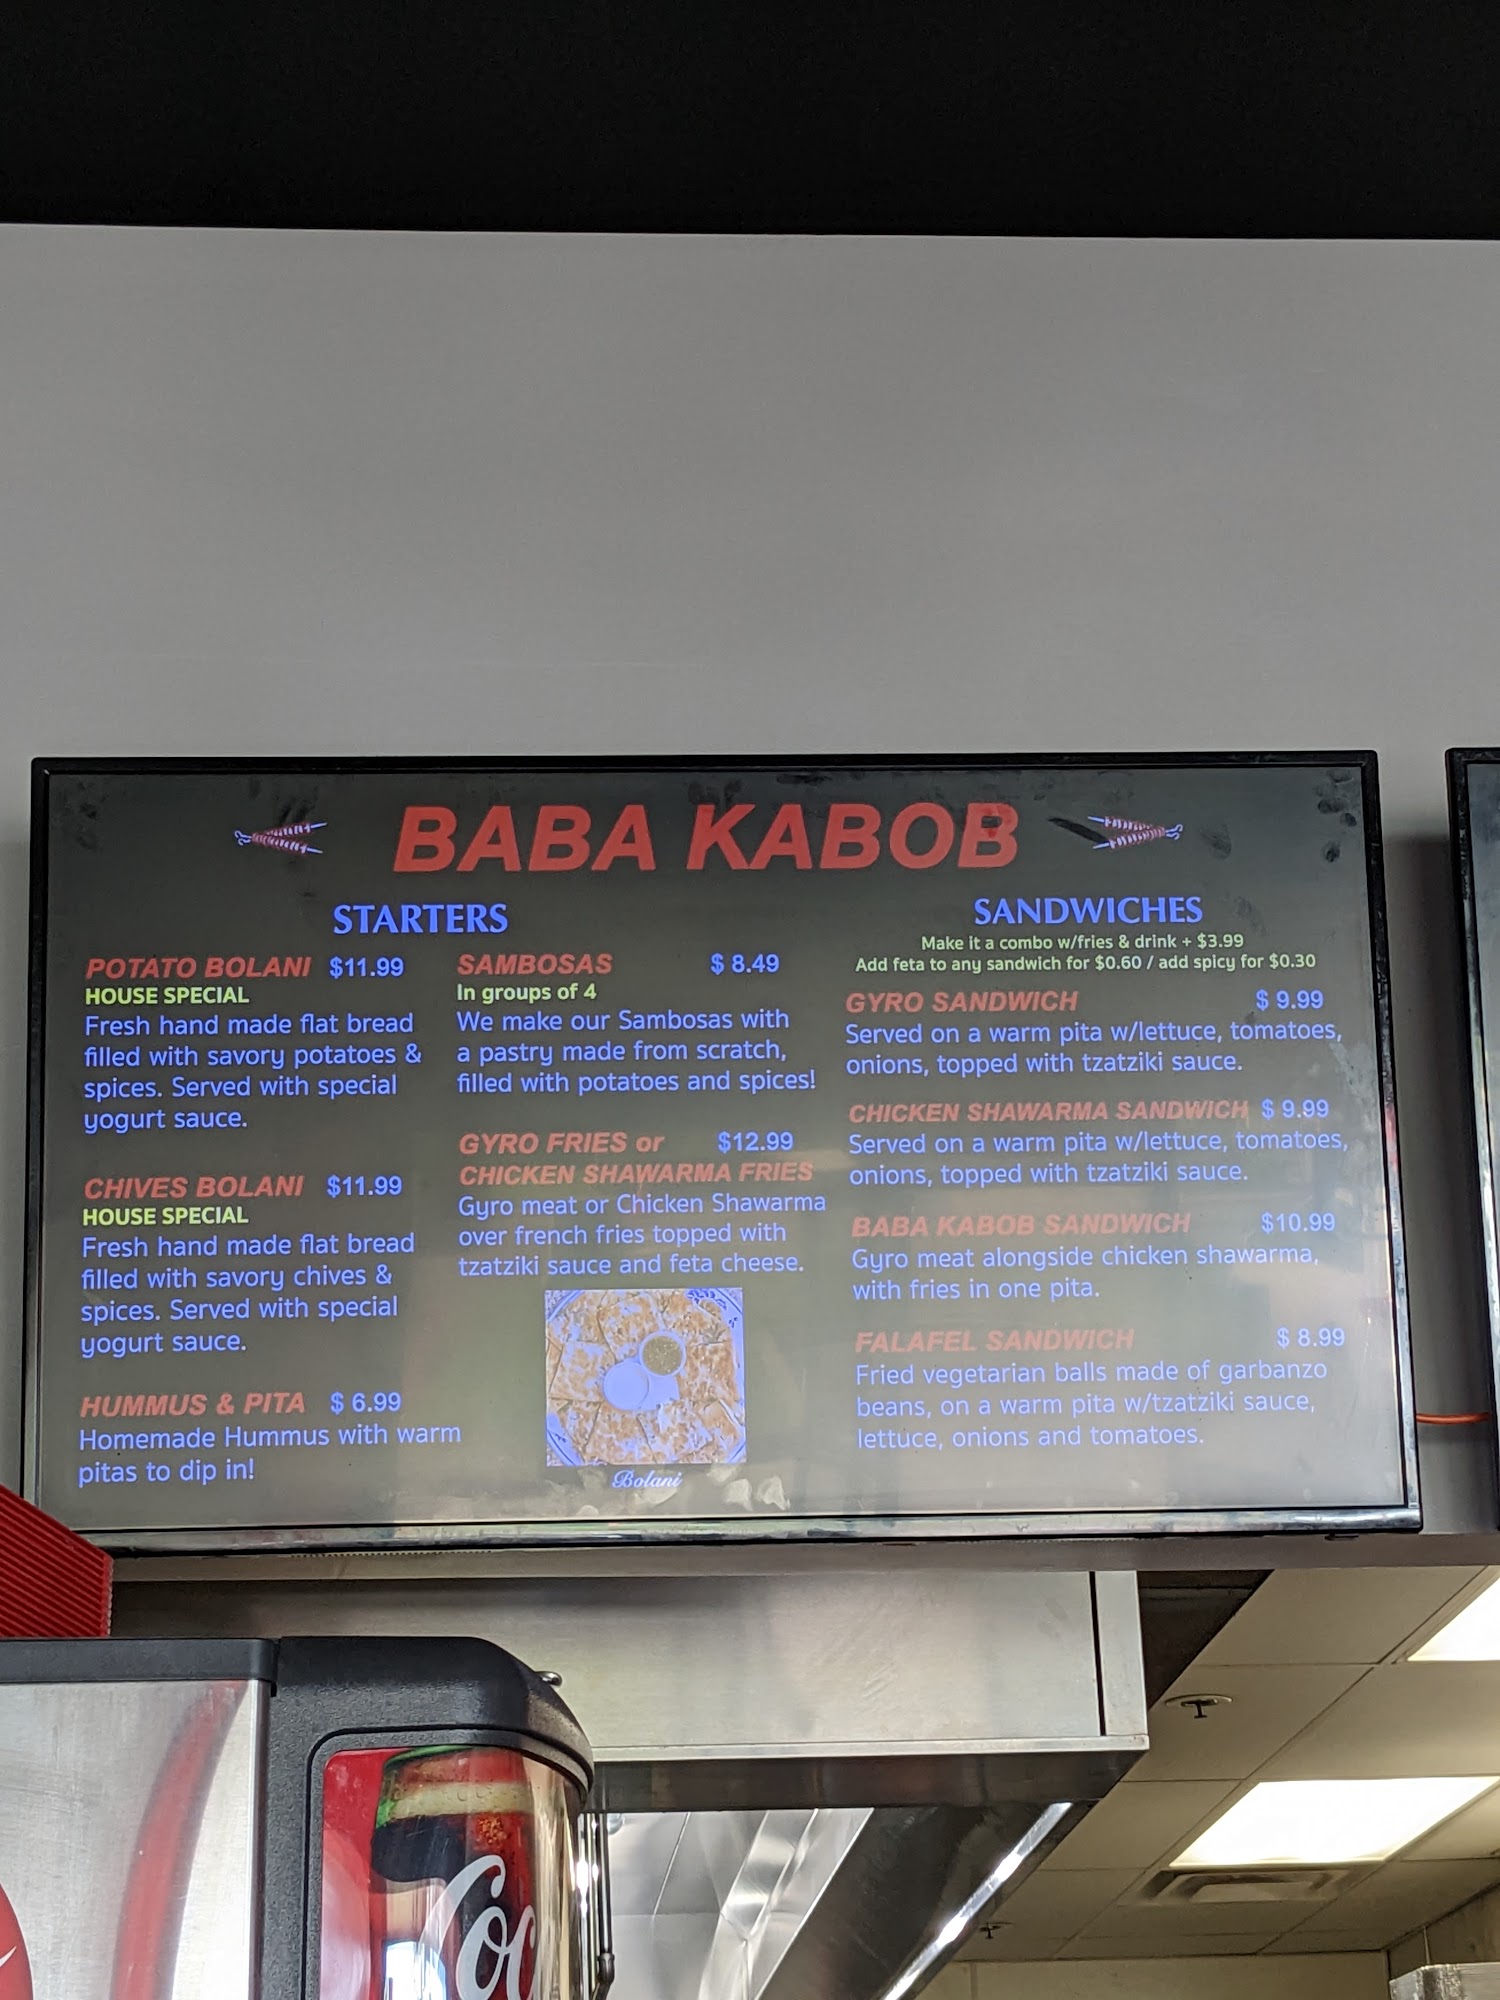 BABA KABOB
STARTERS
POTATO BOLANI $11.99
HOUSE SPECIAL
Fresh hand made flat bread
filled with savory potatoes &
spices. Served with special
yogurt sauce.
CHIVES BOLANI $11.99
HOUSE SPECIAL
Fresh hand made flat bread
filled with savory chives &
spices. Served with special
yogurt sauce.
HUMMUS & PITA $ 6.99
Homemade Hummus with warm
pitas to dip in!
SAMBOSAS $ 8.49
In groups of 4
We make our Sambosas with
a pastry made from scratch,
filled with potatoes and spices!
GYRO FRIES or $12.99
CHICKEN SHAWARMA FRIES
Gyro meat or Chicken Shawarma
over french fries topped with
tzatziki sauce and feta cheese.
Bolani
SANDWICHES
Make it a combo w/fries & drink + $3.99
Add feta to any sandwich for $0.60 / add spicy for $0.30
GYRO SANDWICH $ 9.99
Served on a warm pita w/lettuce, tomatoes,
onions, topped with tzatziki sauce.
CHICKEN SHAWARMA SANDWICH $ 9.99
Served on a warm pita w/lettuce, tomatoes,
onions, topped with tzatziki sauce.
BABA KABOB SANDWICH $10.99
Gyro meat alongside chicken shawarma,
with fries in one pita.
FALAFEL SANDWICH $ 8.99
Fried vegetarian balls made of garbanzo
beans, on a warm pita w/tzatziki sauce,
lettuce, onions and tomatoes.
Coc